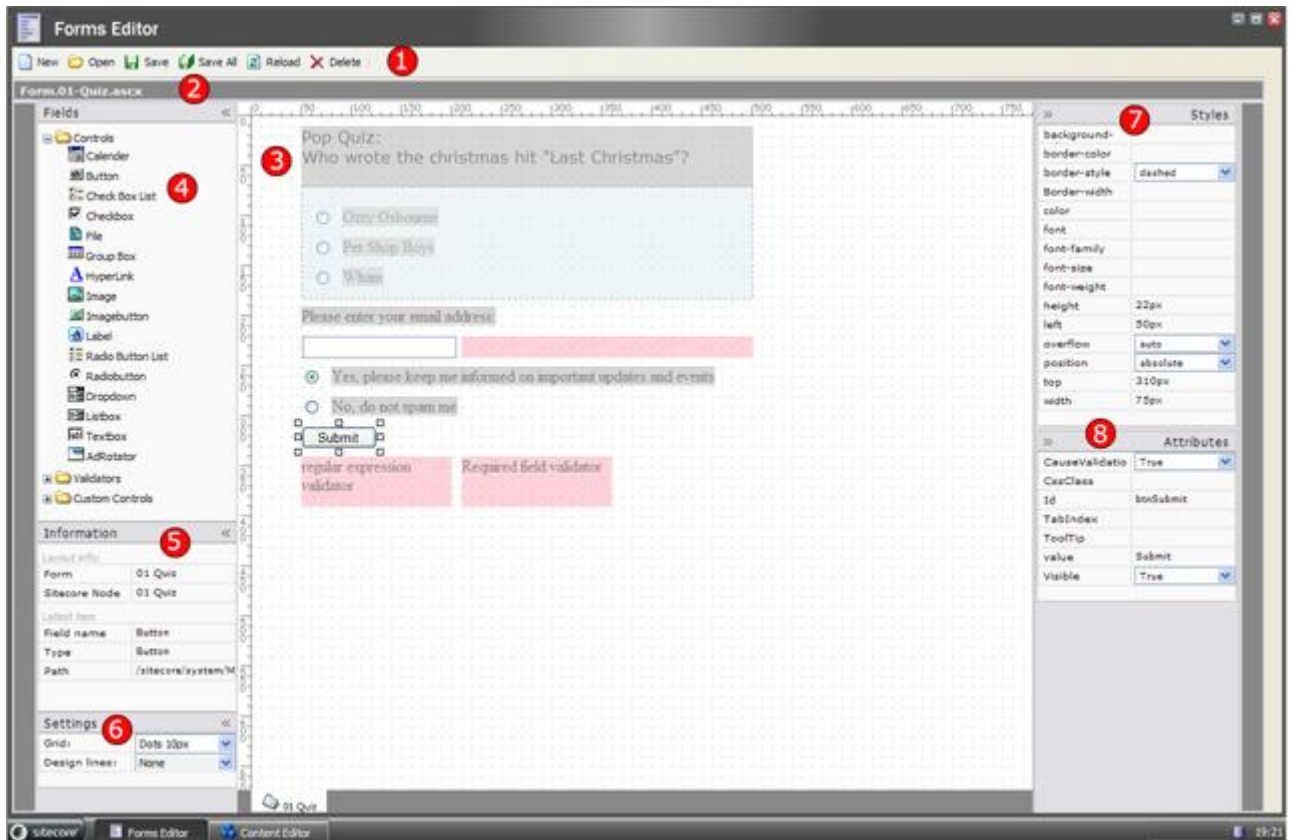 Forms Editor
New Open Save Save All Reload Delete 1
Form.01-Quiz.ascx 2
Fields
Controls
Calender
Button
Check Box List
4
Checkbox
File
Group Box
HyperLink
Image
Imagebutton
Label
Radio Button List
Radobutton
Dropdown
Listbox
Textbox
AdRotator
Validators
Custom Controls
Information
5
Layout info:
Form 01 Quiz
Sitecore Node 01 Quiz
Latest item
Field name Button
Type Button
Path /sitecore/system/M
Settings
6
Grid: Dots 10px
Design lines: None
3
Pop Quiz:
Who wrote the christmas hit "Last Christmas"?
Ozzy Osbourne
Pet Shop Boys
Wham
Please enter your email address:
Yes, please keep me informed on important updates and events
No, do not spam me
Submit
regular expression
validator
Required field validator
01 Quiz
7
Styles
background-
border-color
border-style dashed
Border-width
color
font
font-family
font-size
font-weight
height 22px
left 50px
overflow auto
position absolute
top 310px
width 75px
8
Attributes
CauseValidatio True
CssClass
Id btnSubmit
TabIndex
ToolTip
value Submit
Visible True
sitecore Forms Editor Content Editor 19:21